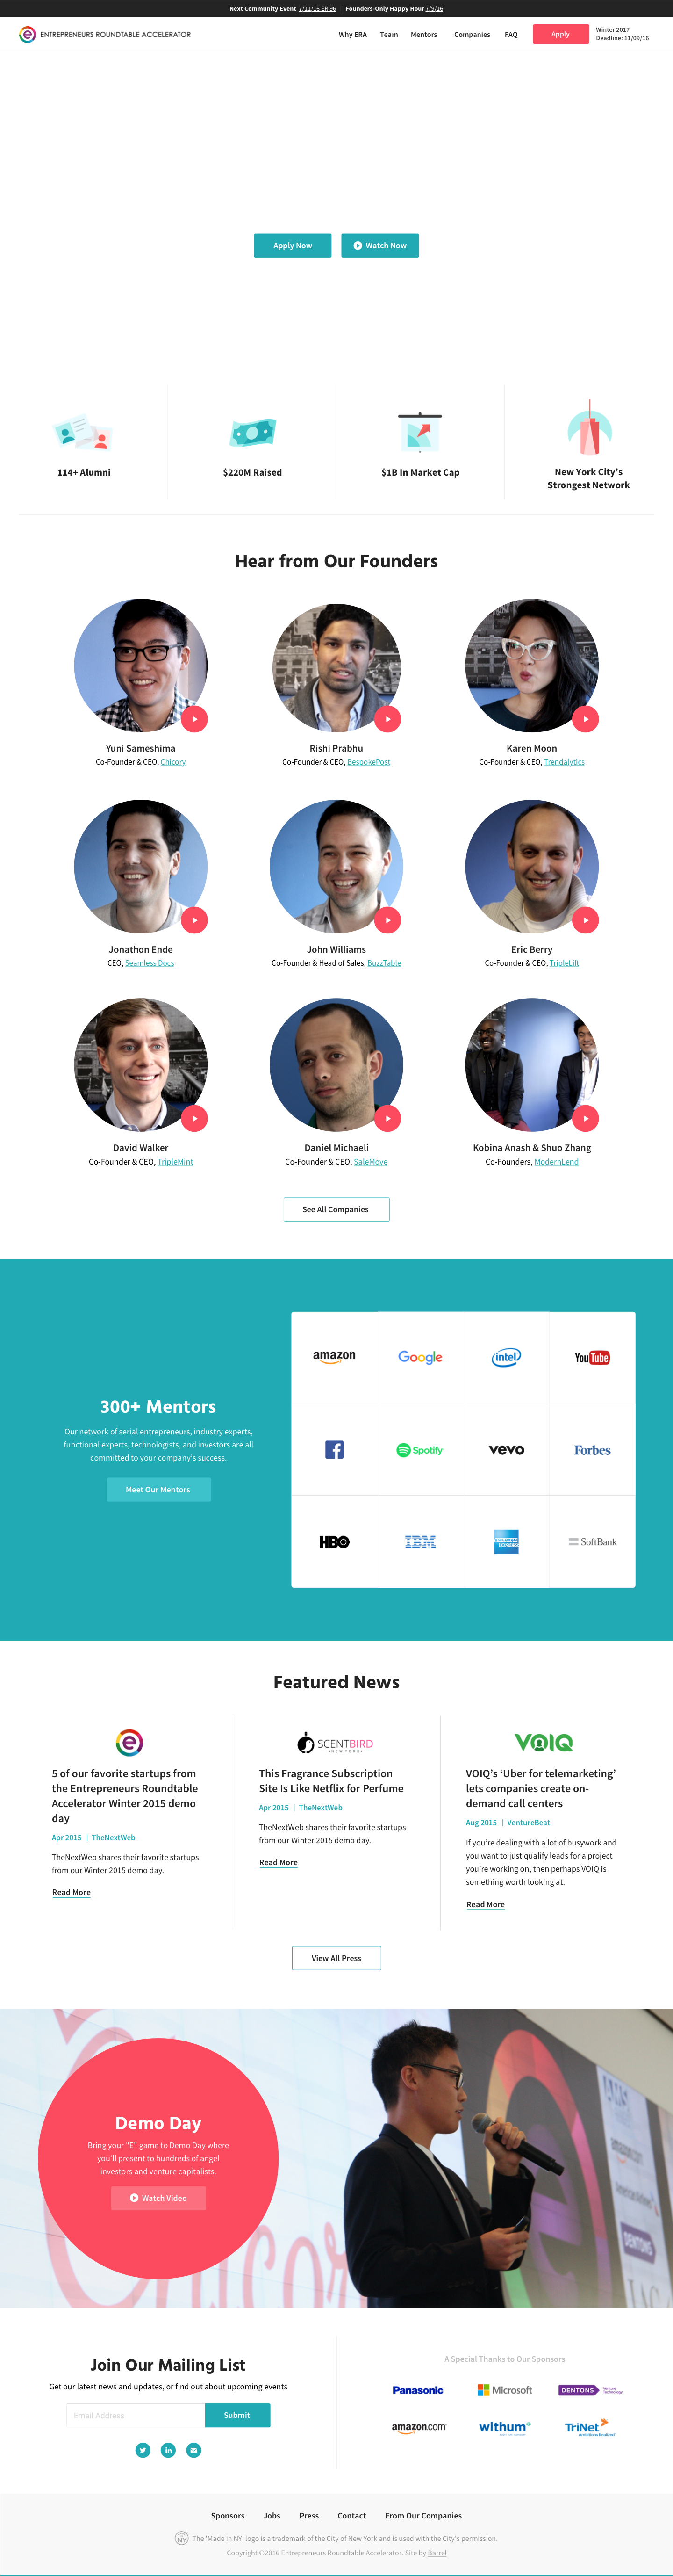 Next Community Event 7/11/16 ER 96 | Founders-Only Happy Hour 7/9/16
ENTREPRENEURS ROUNDTABLE ACCELERATOR
Why ERA Team Mentors Companies FAQ Apply
Winter 2017
Deadline: 11/09/16
Apply Now Watch Now
114+ Alumni
$220M Raised
$1B In Market Cap
New York City's
Strongest Network
Hear from Our Founders
Yuni Sameshima
Co-Founder & CEO, Chicory
Rishi Prabhu
Co-Founder & CEO, BespokePost
Karen Moon
Co-Founder & CEO, Trendalytics
Jonathon Ende
CEO, Seamless Docs
John Williams
Co-Founder & Head of Sales, BuzzTable
Eric Berry
Co-Founder & CEO, TripleLift
David Walker
Co-Founder & CEO, TripleMint
Daniel Michaeli
Co-Founder & CEO, SaleMove
Kobina Anash & Shuo Zhang
Co-Founders, ModernLend
See All Companies
300+ Mentors
Our network of serial entrepreneurs, industry experts,
functional experts, technologists, and investors are all
committed to your company's success.
Meet Our Mentors
amazon Google intel YouTube
f Spotify vevo Forbes
HBO IBM AMERICAN EXPRESS SoftBank
Featured News
e
5 of our favorite startups from
the Entrepreneurs Roundtable
Accelerator Winter 2015 demo
day
Apr 2015 | TheNextWeb
TheNextWeb shares their favorite startups
from our Winter 2015 demo day.
Read More
SCENTBIRD
•NEW YORK•
This Fragrance Subscription
Site Is Like Netflix for Perfume
Apr 2015 | TheNextWeb
TheNextWeb shares their favorite startups
from our Winter 2015 demo day.
Read More
VOIQ
VOIQ's 'Uber for telemarketing'
lets companies create on-
demand call centers
Aug 2015 | VentureBeat
If you're dealing with a lot of busywork and
you want to just qualify leads for a project
you're working on, then perhaps VOIQ is
something worth looking at.
Read More
View All Press
Demo Day
Bring your "E" game to Demo Day where
you'll present to hundreds of angel
investors and venture capitalists.
Watch Video
amazon
DENTONS
Join Our Mailing List
Get our latest news and updates, or find out about upcoming events
Email Address Submit
in
A Special Thanks to Our Sponsors
Panasonic Microsoft DENTONS
amazon.com withum TriNet
Sponsors Jobs Press Contact From Our Companies
NY The 'Made in NY' logo is a trademark of the City of New York and is used with the City's permission.
Copyright ©2016 Entrepreneurs Roundtable Accelerator. Site by Barrel